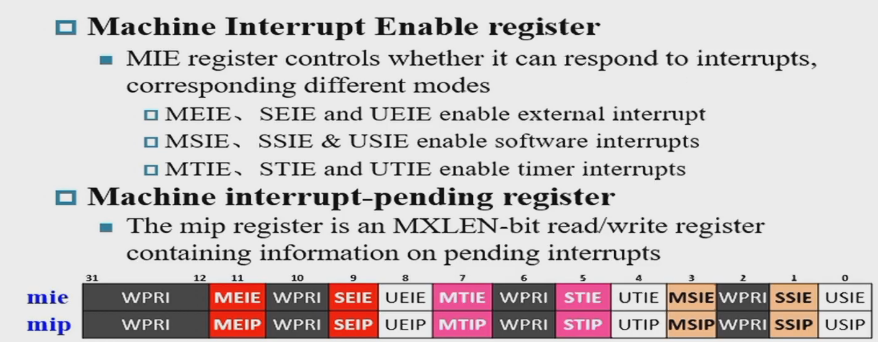 Machine Interrupt Enable register
MIE register controls whether it can respond to interrupts,
corresponding different modes
MEIE、SEIE and UEIE enable external interrupt
MSIE、SSIE & USIE enable software interrupts
MTIE、STIE and UTIE enable timer interrupts
Machine interrupt-pending register
The mip register is an MXLEN-bit read/write register
containing information on pending interrupts
31 12 11 10 9 8 7 6 5 4 3 2 1 0
mie WPRI MEIE WPRI SEIE UEIE MTIE WPRI STIE UTIE MSIE WPRI SSIE USIE
mip WPRI MEIP WPRI SEIP UEIP MTIP WPRI STIP UTIP MSIP WPRI SSIP USIP